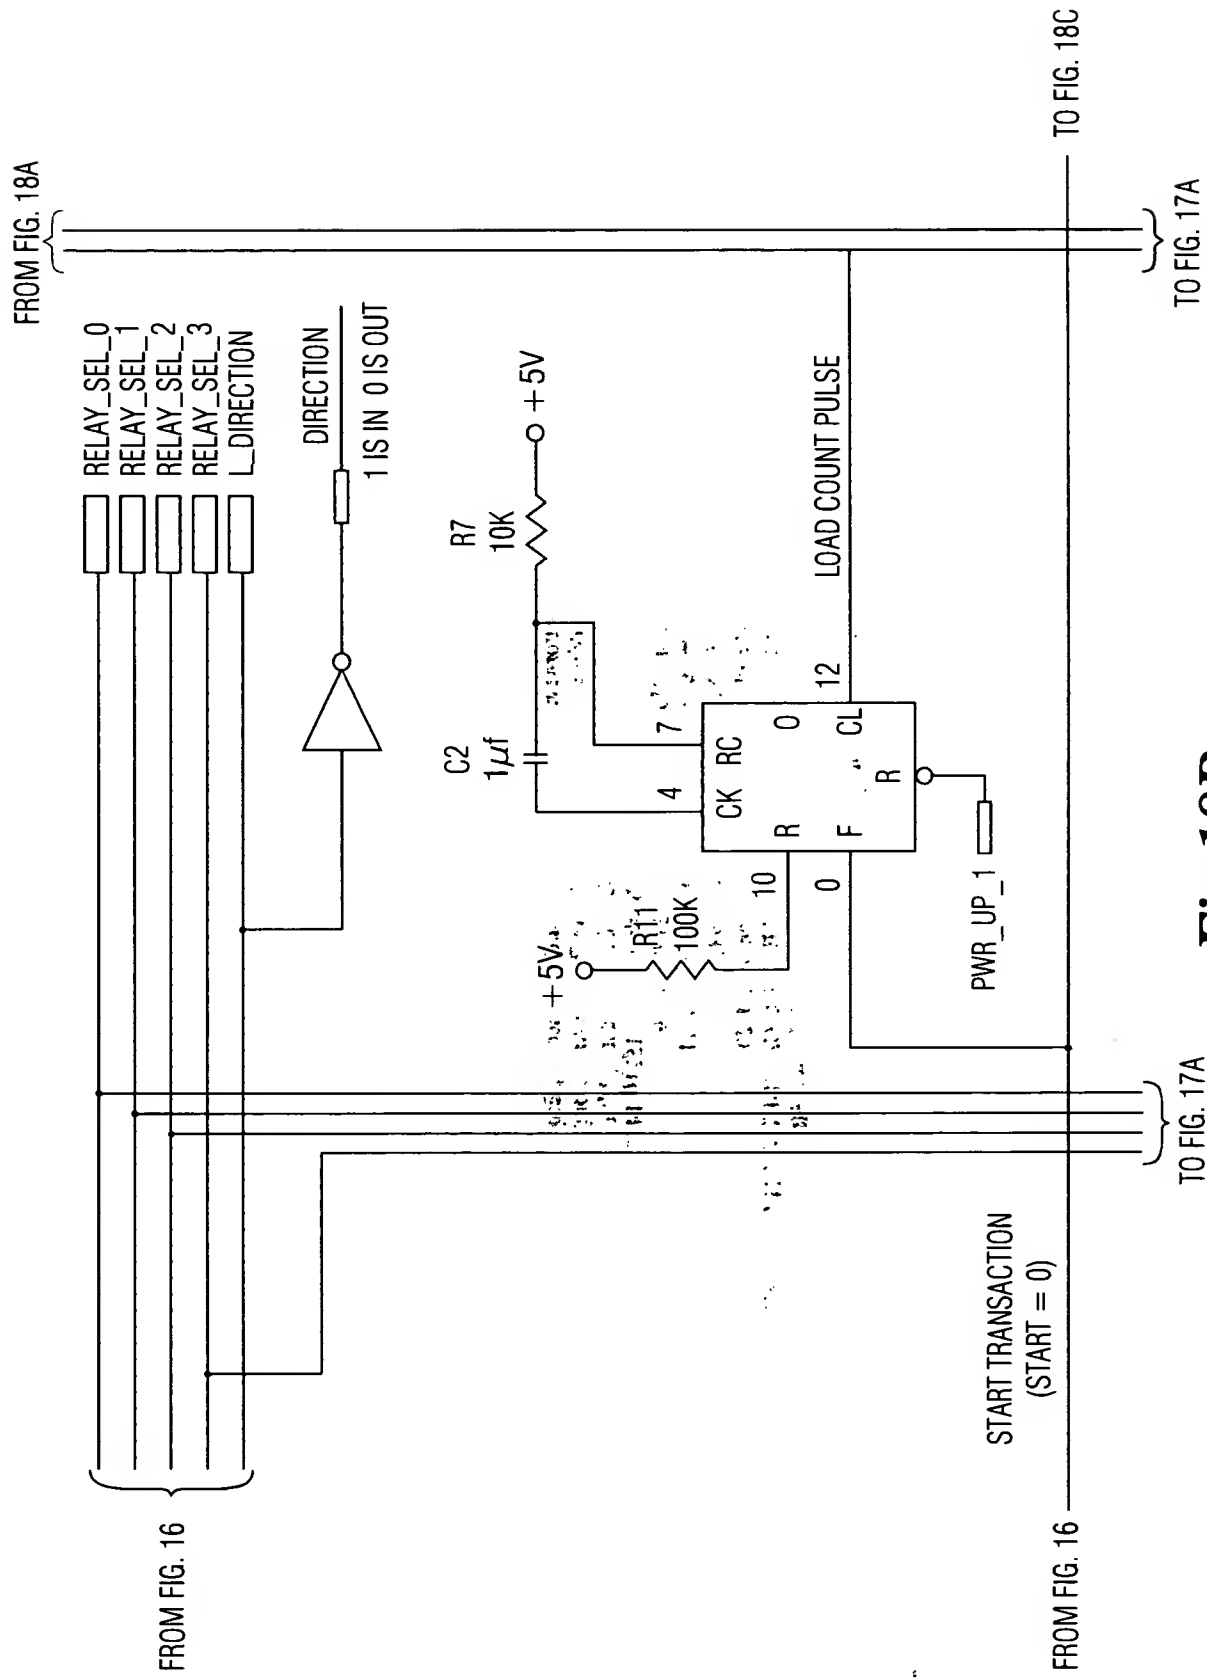 FROM FIG. 18A
RELAY_SEL_0
RELAY_SEL_1
RELAY_SEL_2
RELAY_SEL_3
L_DIRECTION
DIRECTION
1 IS IN 0 IS OUT
FROM FIG. 16
R7
10K
+5V
C2
1μf
+5V
R11
100K
4
7
CK
RC
10
R
O
0
F
CL
12
R
LOAD COUNT PULSE
PWR_UP_1
START TRANSACTION
(START = 0)
FROM FIG. 16
TO FIG. 18C
TO FIG. 17A
TO FIG. 17A